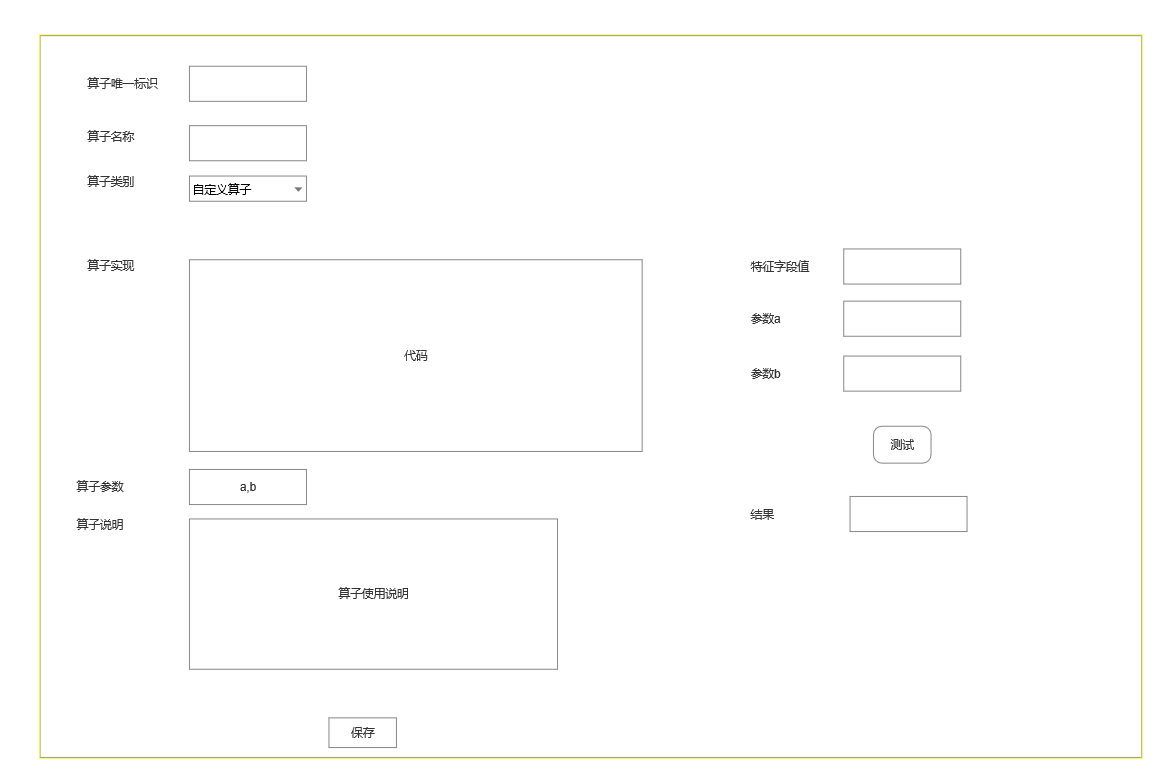 算子唯一标识
算子名称
算子类别
自定义算子
算子实现
代码
算子参数
a,b
算子说明
算子使用说明
保存
特征字段值
参数a
参数b
测试
结果